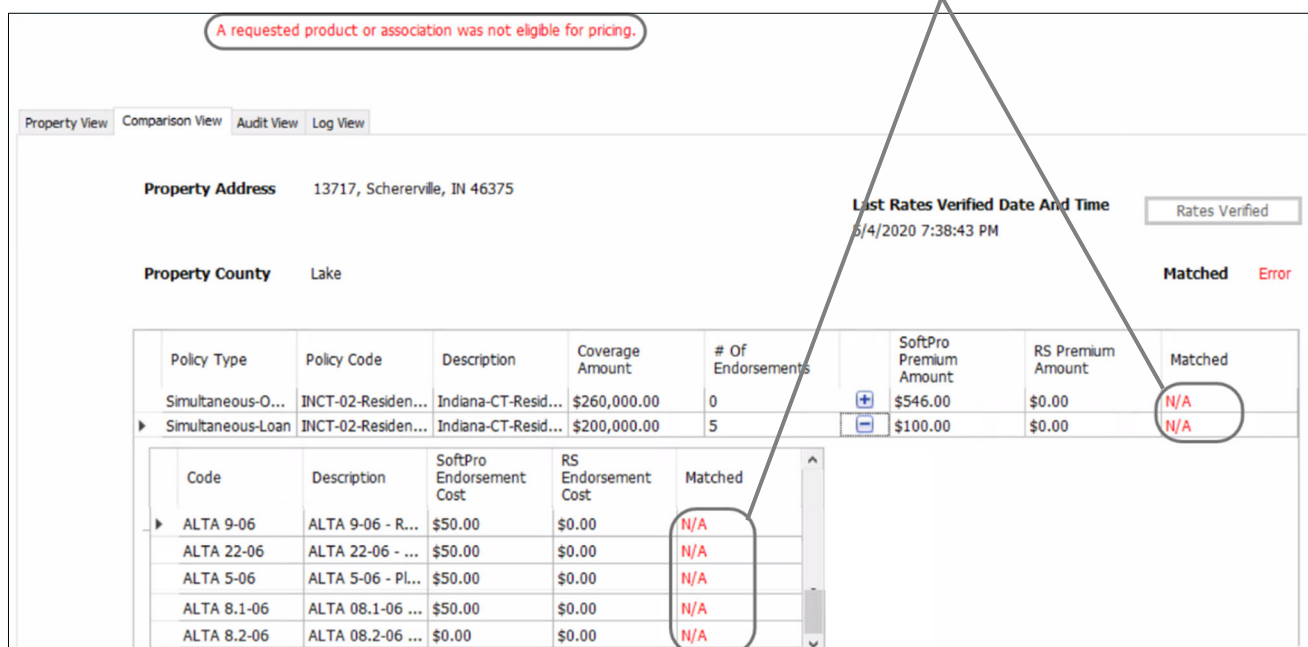 A requested product or association was not eligible for pricing.
Property View Comparison View Audit View Log View
Property Address 13717, Schererville, IN 46375
Last Rates Verified Date And Time Rates Verified
5/4/2020 7:38:43 PM
Property County Lake Matched Error
Policy Type Policy Code Description Coverage Amount # Of Endorsements SoftPro Premium Amount RS Premium Amount Matched
Simultaneous-O... INCT-02-Residen... Indiana-CT-Resid... $260,000.00 0 $546.00 $0.00 N/A
Simultaneous-Loan INCT-02-Residen... Indiana-CT-Resid... $200,000.00 5 $100.00 $0.00 N/A
Code Description SoftPro Endorsement Cost RS Endorsement Cost Matched
ALTA 9-06 ALTA 9-06 - R... $50.00 $0.00 N/A
ALTA 22-06 ALTA 22-06 - ... $50.00 $0.00 N/A
ALTA 5-06 ALTA 5-06 - Pl... $50.00 $0.00 N/A
ALTA 8.1-06 ALTA 08.1-06 ... $50.00 $0.00 N/A
ALTA 8.2-06 ALTA 08.2-06 ... $0.00 $0.00 N/A